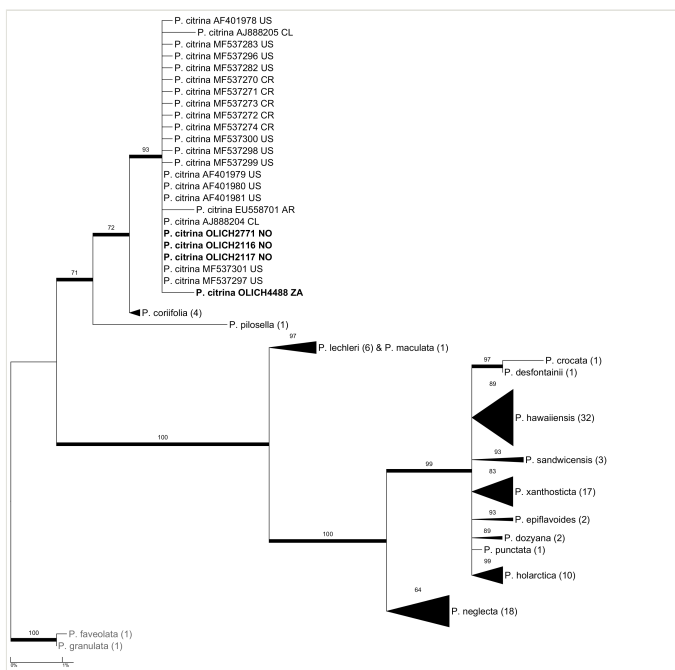 P. citrina AF401978 US
P. citrina AJ888205 CL
P. citrina MF537283 US
P. citrina MF537296 US
P. citrina MF537282 US
P. citrina MF537270 CR
P. citrina MF537271 CR
P. citrina MF537273 CR
P. citrina MF537272 CR
P. citrina MF537274 CR
P. citrina MF537300 US
P. citrina MF537298 US
93
P. citrina MF537299 US
P. citrina AF401979 US
P. citrina AF401980 US
P. citrina AF401981 US
P. citrina EU558701 AR
P. citrina AJ888204 CL
72
P. citrina OLICH2771 NO
P. citrina OLICH2116 NO
P. citrina OLICH2117 NO
71
P. citrina MF537301 US
P. citrina MF537297 US
P. citrina OLICH4488 ZA
P. coriifolia (4)
P. pilosella (1)
97
P. lechleri (6) & P. maculata (1)
97
P. crocata (1)
P. desfontainii (1)
89
P. hawaiiensis (32)
100
93
P. sandwicensis (3)
99
83
P. xanthosticta (17)
93
P. epiflavoides (2)
89
P. dozyana (2)
100
P. punctata (1)
99
P. holarctica (10)
64
P. neglecta (18)
100
P. faveolata (1)
P. granulata (1)
0%
1%